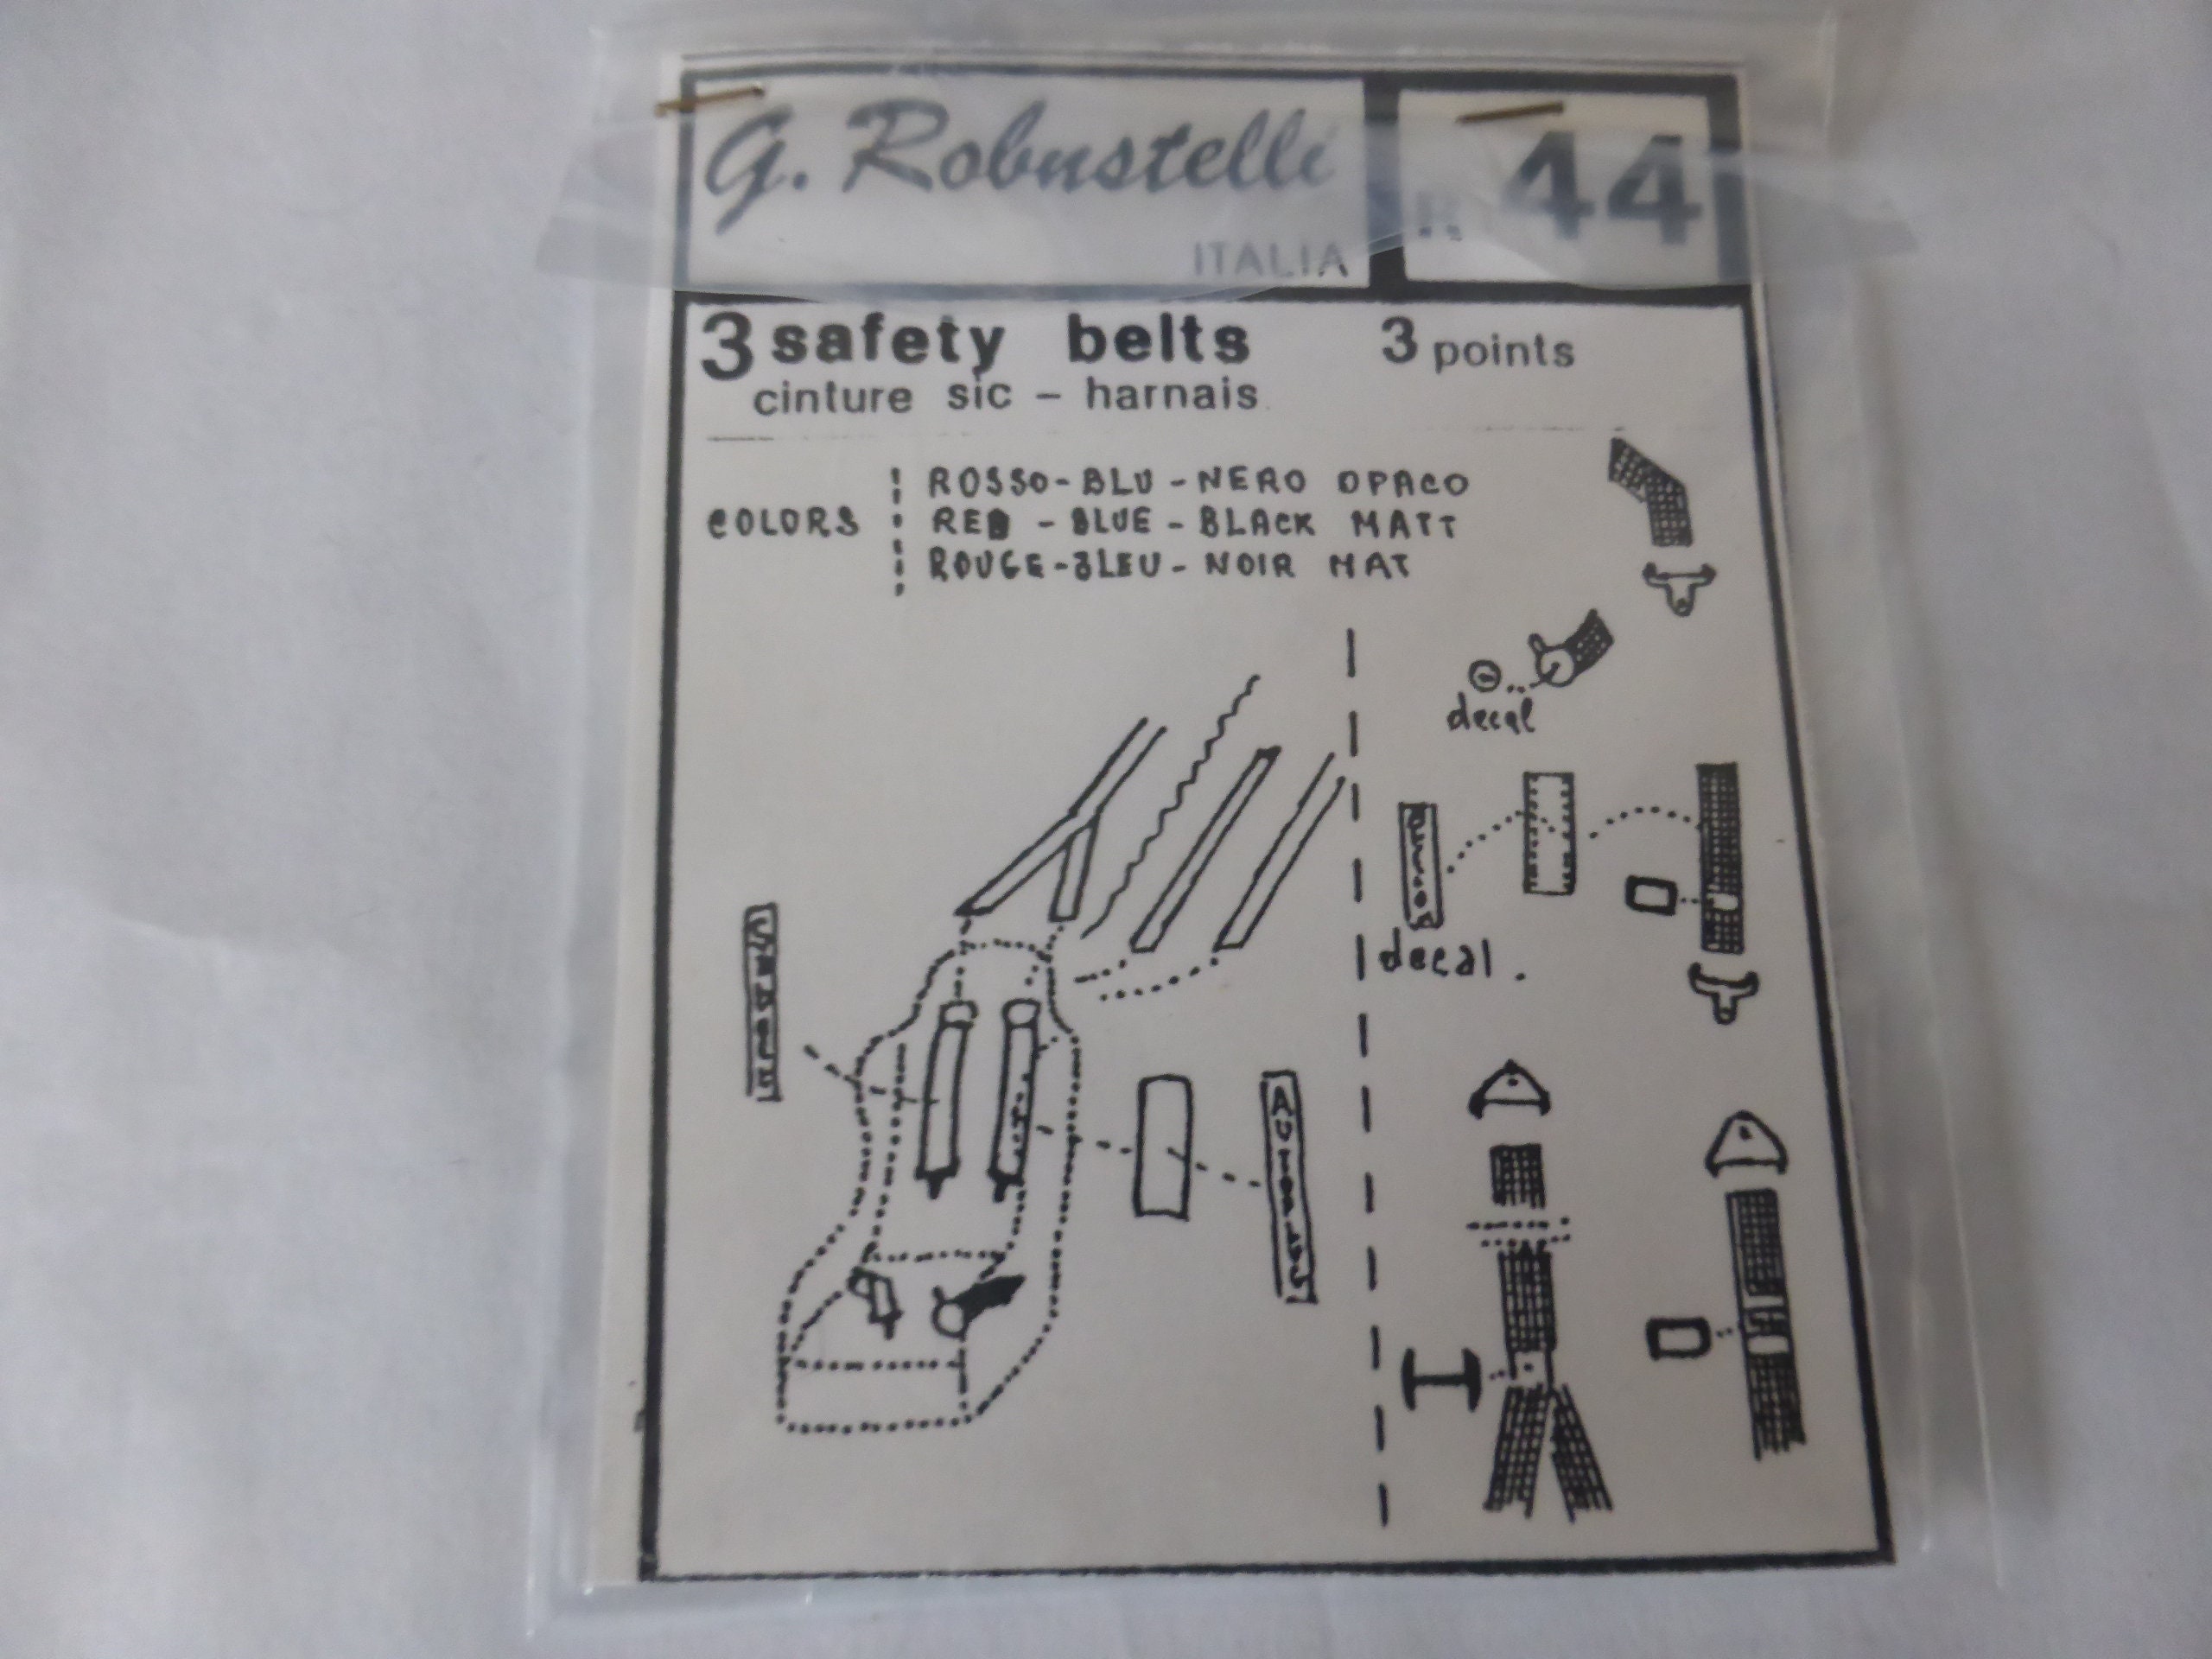 G. Robustelli
ITALIA
44
3 safety belts 3 points
cinture sic - harnais
COLORS
ROSSO-BLU-NERO OPACO
RED - BLUE - BLACK MATT
ROUGE-BLEU- NOIR MAT
decal
decal.